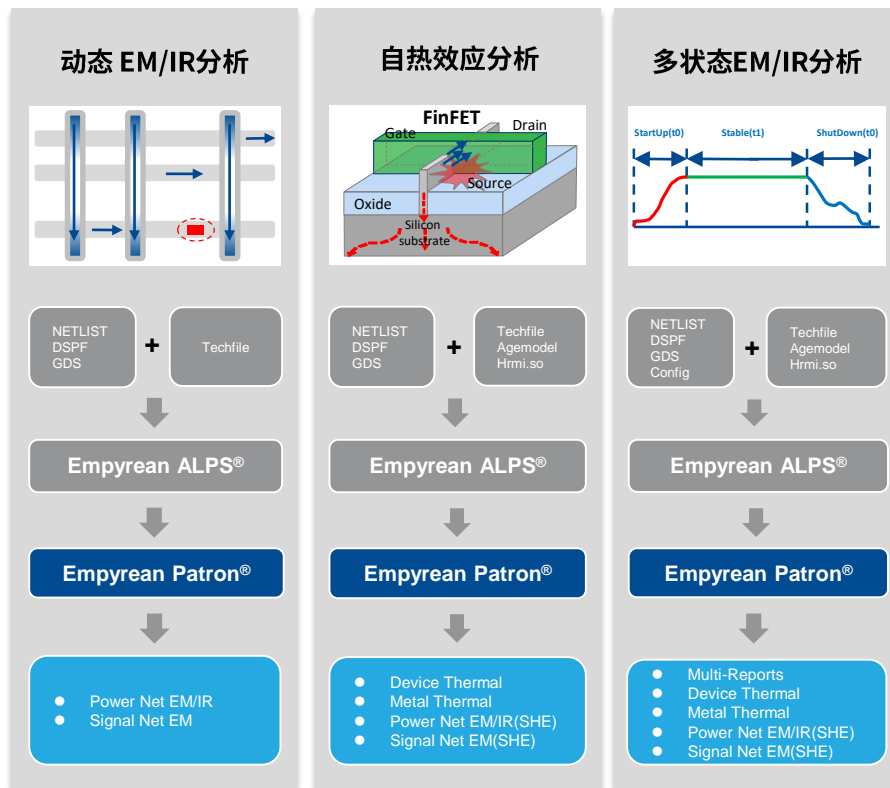 动态 EM/IR分析
NETLIST
DSPF
GDS
+
Techfile
Empyrean ALPS®
Empyrean Patron®
● Power Net EM/IR
● Signal Net EM
自热效应分析
FinFET
Gate
Drain
Source
Oxide
Silicon
substrate
NETLIST
DSPF
GDS
+
Techfile
Agemodel
Hrmi.so
Empyrean ALPS®
Empyrean Patron®
● Device Thermal
● Metal Thermal
● Power Net EM/IR(SHE)
● Signal Net EM(SHE)
多状态EM/IR分析
StartUp(t0) Stable(t1) ShutDown(t0)
NETLIST
DSPF
GDS
Config
+
Techfile
Agemodel
Hrmi.so
Empyrean ALPS®
Empyrean Patron®
● Multi-Reports
● Device Thermal
● Metal Thermal
● Power Net EM/IR(SHE)
● Signal Net EM(SHE)